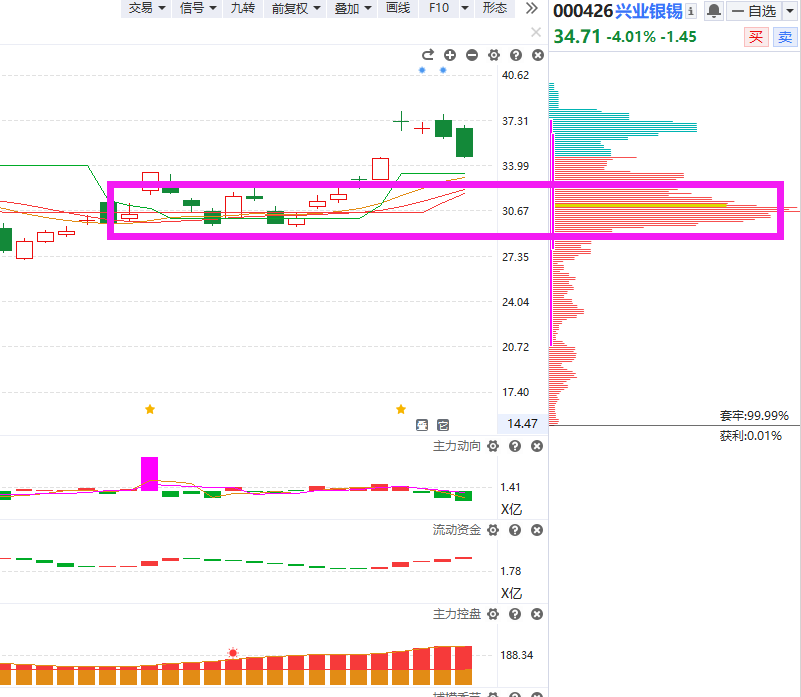 交易 信号 九转 前复权 叠加 画线 F10 形态
000426 兴业银锡
34.71 -4.01% -1.45
自选
买 卖
40.62
37.31
33.99
30.67
27.35
24.04
20.72
17.40
14.47
套牢:99.99%
获利:0.01%
主力动向
1.41
X亿
流动资金
1.78
X亿
主力控盘
188.34